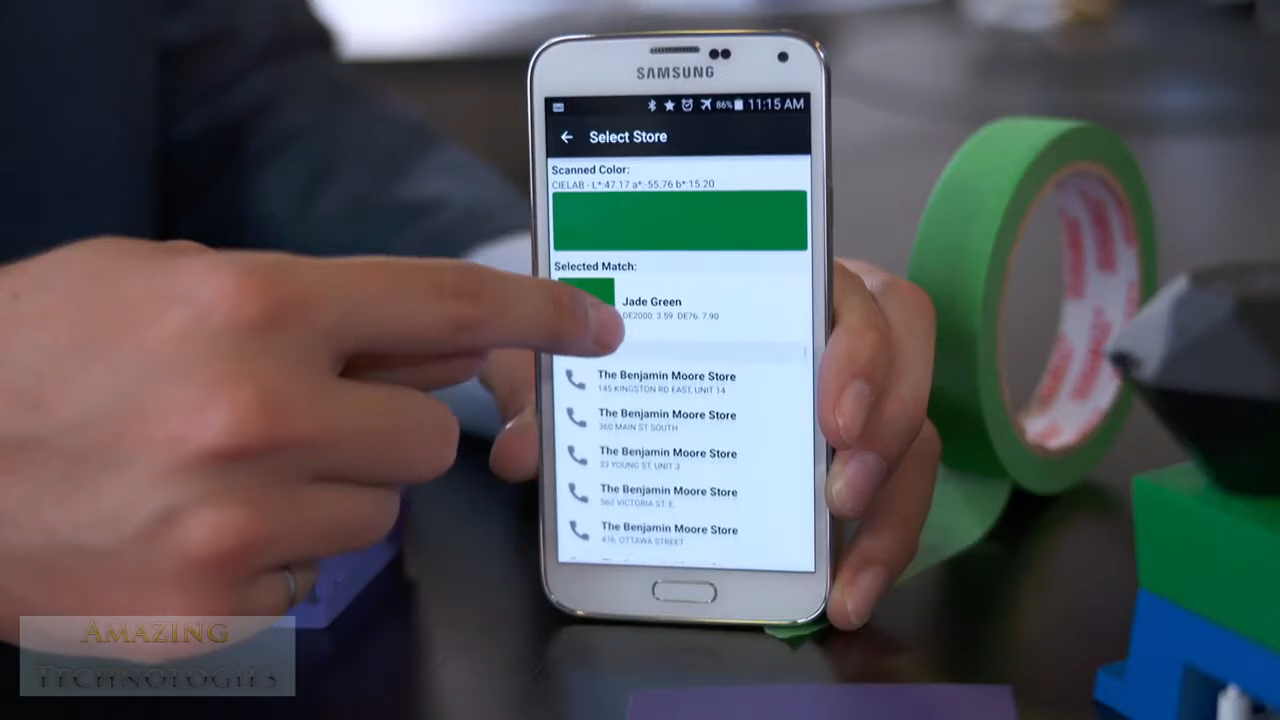 SAMSUNG
86% 11:15 AM
Select Store
Scanned Color:
CIELAB - L*:47.17 a*:-55.76 b*:15.20
Selected Match:
Jade Green
DE2000: 3.59 DE76: 7.90
The Benjamin Moore Store
145 KINGSTON RD EAST, UNIT 14
The Benjamin Moore Store
360 MAIN ST SOUTH
The Benjamin Moore Store
33 YOUNG ST, UNIT 3
The Benjamin Moore Store
562 VICTORIA ST. E.
The Benjamin Moore Store
476, OTTAWA STREET
AMAZING
TECHNOLOGIES